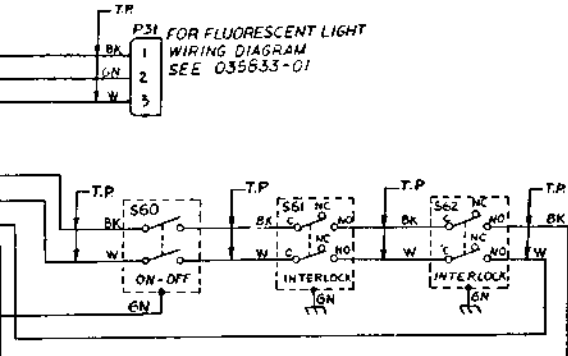 T.P.
P31 FOR FLUORESCENT LIGHT
BK 1 WIRING DIAGRAM
GN 2 SEE 035833-01
W 3
T.P. T.P. T.P. T.P.
S60 S61 NC S62 NC
BK BK C NO BK C NO BK
NC NC
W W C NO W C NO W
ON-OFF INTERLOCK INTERLOCK
GN GN GN